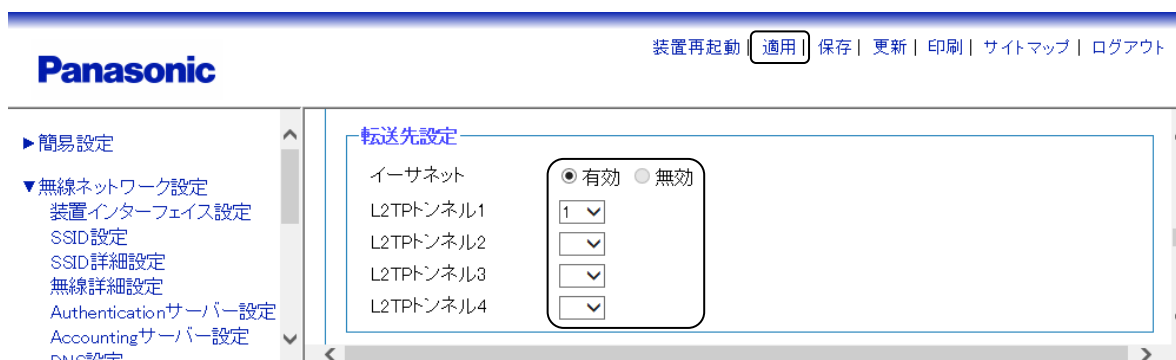 装置再起動| 適用| 保存| 更新| 印刷| サイトマップ| ログアウト
Panasonic
▶簡易設定
▼無線ネットワーク設定
装置インターフェイス設定
SSID設定
SSID詳細設定
無線詳細設定
Authenticationサーバー設定
Accountingサーバー設定
DNS設定
転送先設定
イーサネット 有効 無効
L2TPトンネル1 1
L2TPトンネル2
L2TPトンネル3
L2TPトンネル4